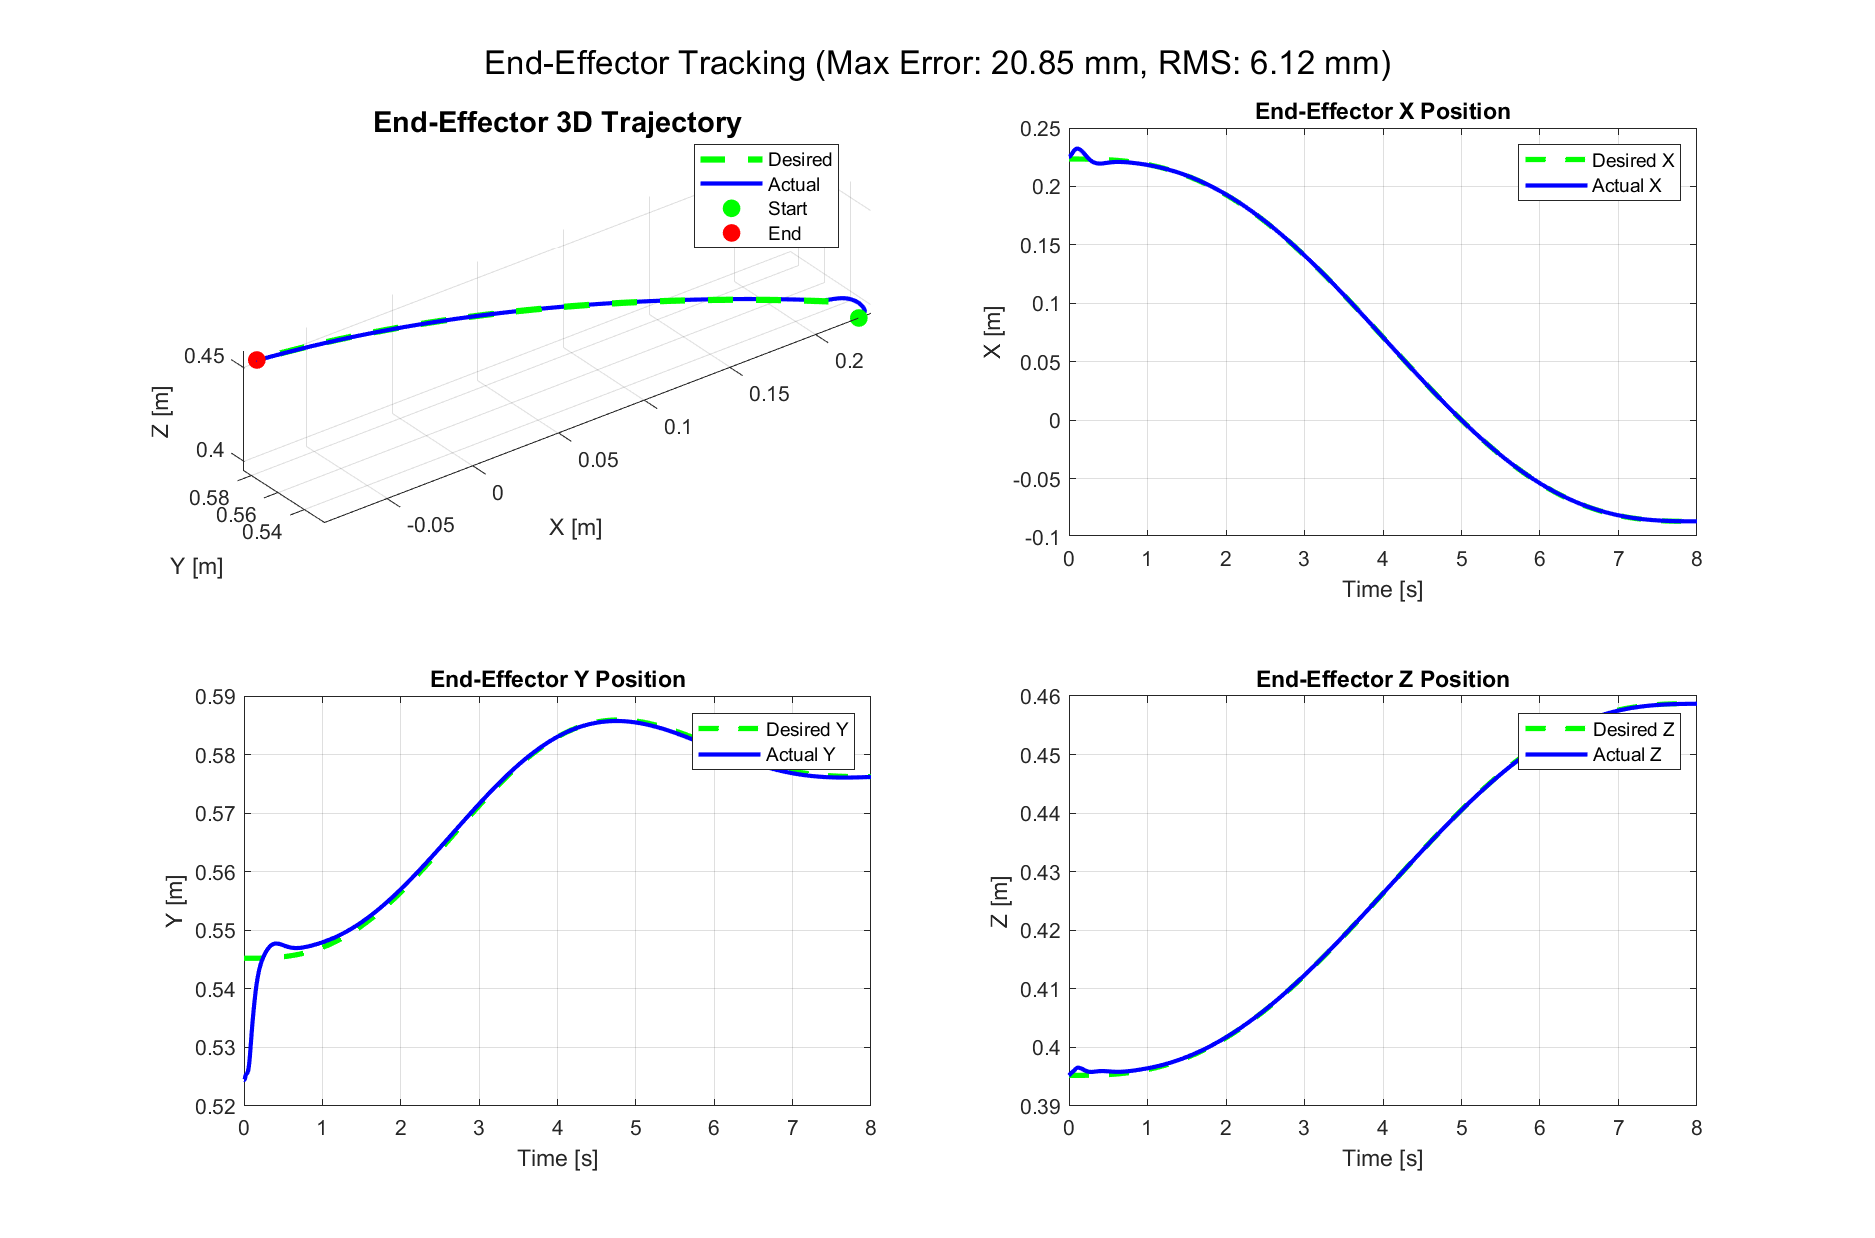 End-Effector Tracking (Max Error: 20.85 mm, RMS: 6.12 mm)
End-Effector 3D Trajectory
Desired
Actual
Start
End
0.45
0.4
Z [m]
0.58
0.56
0.54
Y [m]
-0.05
0
0.05
0.1
0.15
0.2
X [m]
End-Effector X Position
Desired X
Actual X
0.25
0.2
0.15
0.1
0.05
0
-0.05
-0.1
X [m]
0 1 2 3 4 5 6 7 8
Time [s]
End-Effector Y Position
Desired Y
Actual Y
0.59
0.58
0.57
0.56
0.55
0.54
0.53
0.52
Y [m]
0 1 2 3 4 5 6 7 8
Time [s]
End-Effector Z Position
Desired Z
Actual Z
0.46
0.45
0.44
0.43
0.42
0.41
0.4
0.39
Z [m]
0 1 2 3 4 5 6 7 8
Time [s]